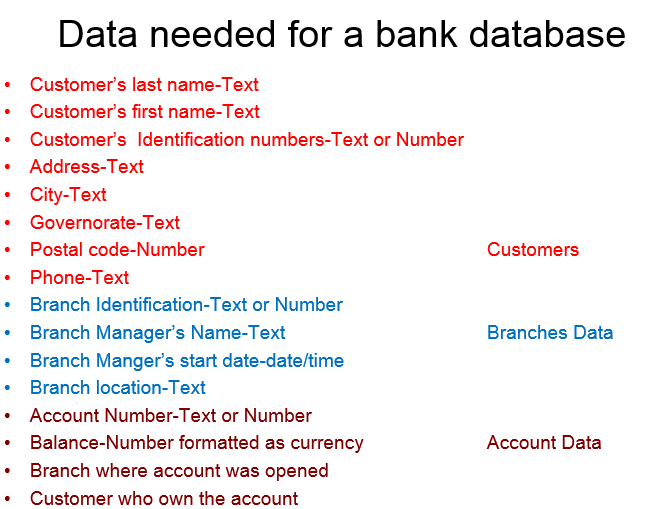 Data needed for a bank database
• Customer’s last name-Text
• Customer’s first name-Text
• Customer’s  Identification numbers-Text or Number
• Address-Text
• City-Text
• Governorate-Text
• Postal code-Number Customers
• Phone-Text
• Branch Identification-Text or Number
• Branch Manager’s Name-Text Branches Data
• Branch Manger’s start date-date/time
• Branch location-Text
• Account Number-Text or Number
• Balance-Number formatted as currency Account Data
• Branch where account was opened
• Customer who own the account